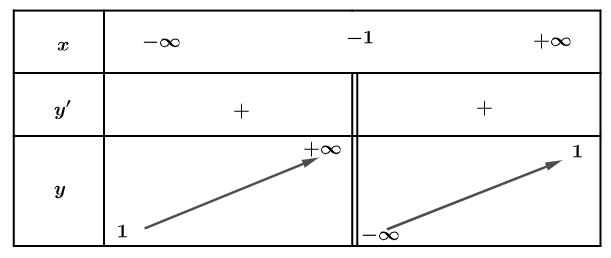 x −∞ −1 +∞
y′ + +
y 1 +∞ −∞ 1